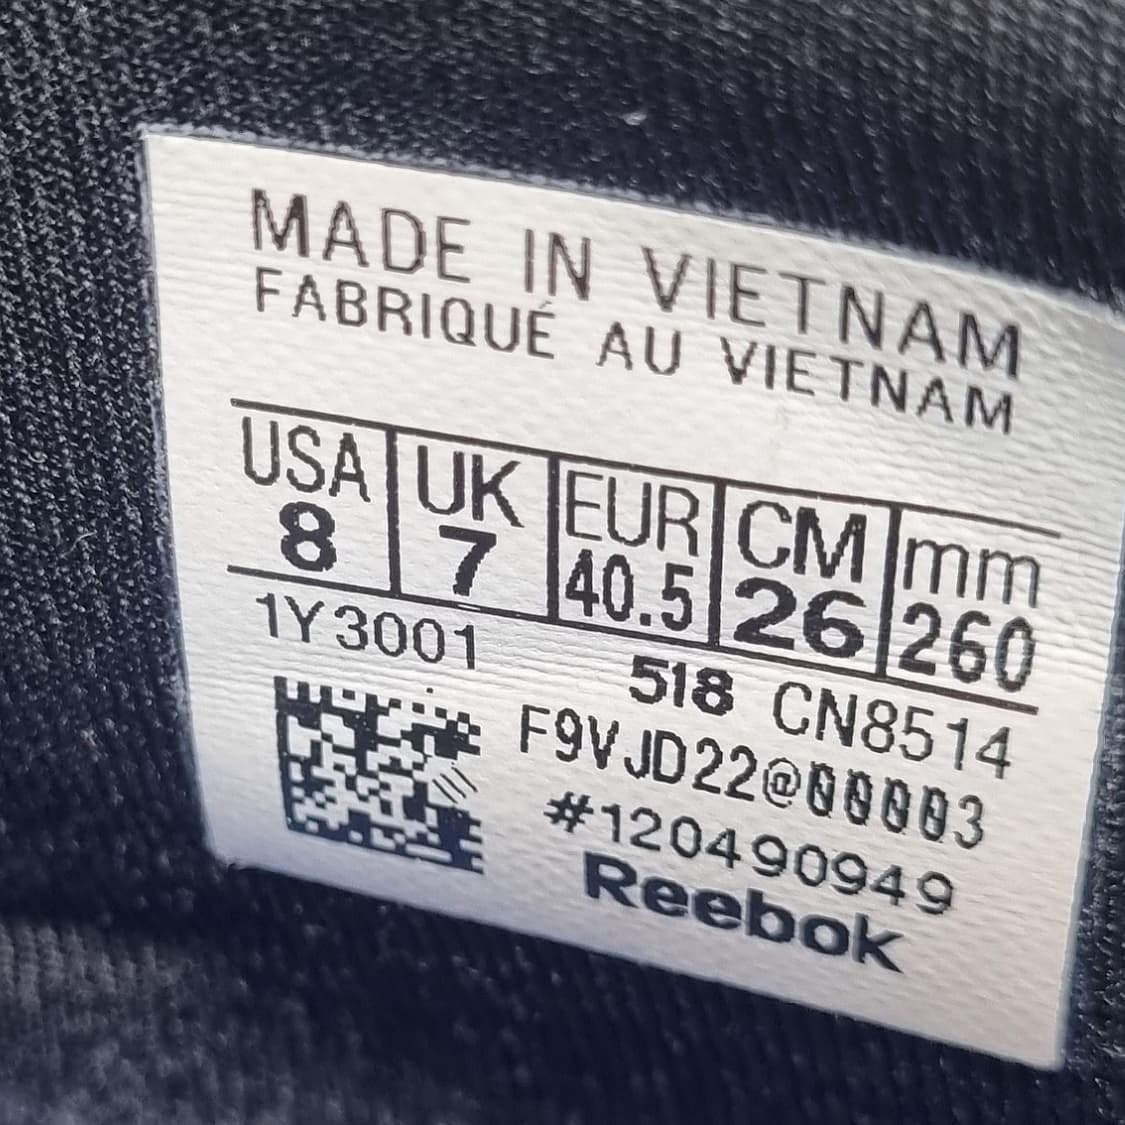 MADE IN VIETNAM
FABRIQUÉ AU VIETNAM
USA UK EUR CM mm
8 7 40.5 26 260
1Y3001 518 CN8514
F9VJD22@00003
#120490949
Reebok